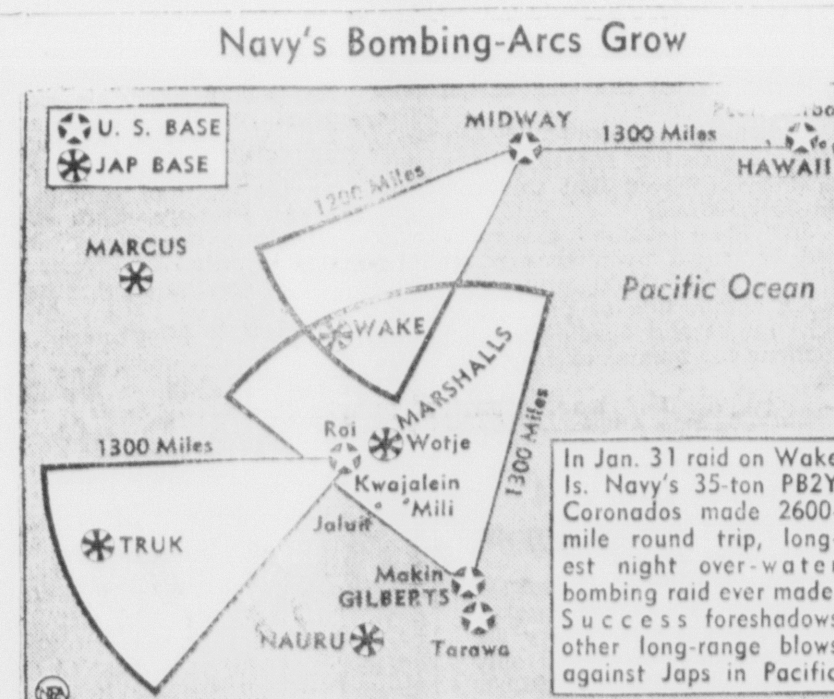 Navy's Bombing-Arcs Grow
U. S. BASE
JAP BASE
MIDWAY
1300 Miles
HAWAII
1200 Miles
MARCUS
Pacific Ocean
WAKE
MARSHALLS
Roi
Wotje
1300 Miles
1300 Miles
Kwajalein
Mili
Jaluit
TRUK
Makin
GILBERTS
NAURU
Tarawa
In Jan. 31 raid on Wake
Is. Navy's 35-ton PB2Y
Coronados made 2600-
mile round trip, long-
est night over-water
bombing raid ever made.
Success foreshadows
other long-range blows
against Japs in Pacific
NEA